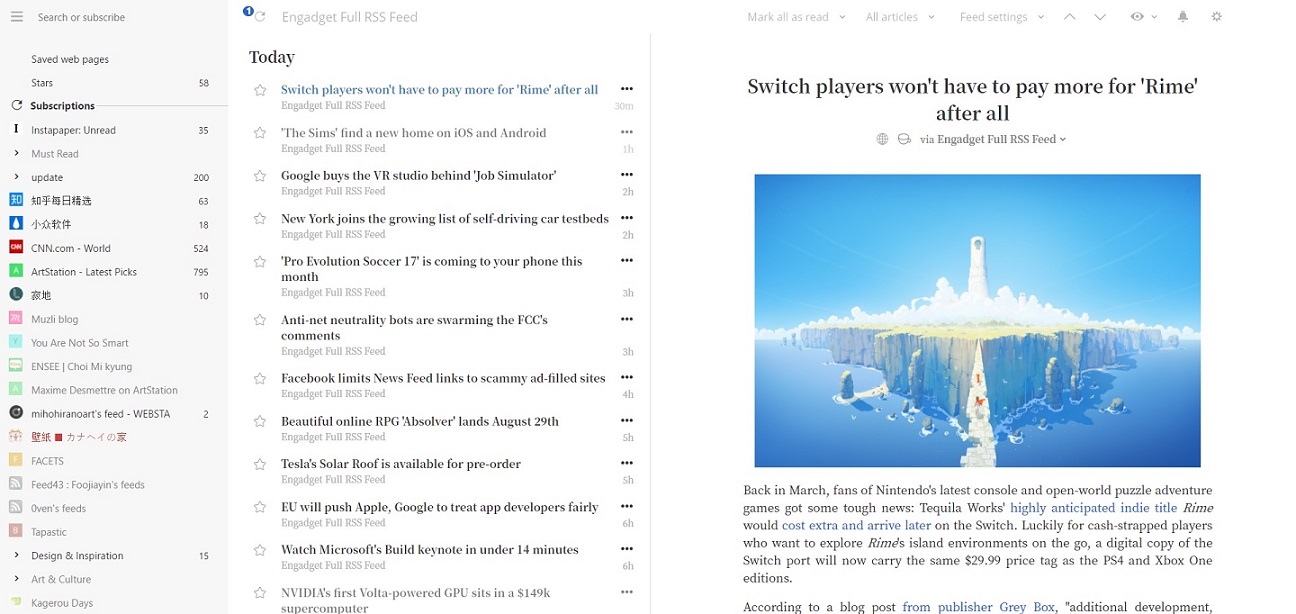 Search or subscribe
Saved web pages
Stars 58
Subscriptions
I Instapaper: Unread 35
Must Read
update 200
知 知乎每日精选 63
小众软件 18
CNN CNN.com - World 524
A ArtStation - Latest Picks 795
L 寂地 10
Muzli blog
Y You Are Not So Smart
ENSEE | Choi Mi kyung
A Maxime Desmettre on ArtStation
mihohiranoart's feed - WEBSTA 2
壁紙 ■ カナヘイの家
F FACETS
Feed43 : Foojiayin's feeds
0ven's feeds
B Tapastic
Design & Inspiration 15
Art & Culture
Kagerou Days
1 Engadget Full RSS Feed
Today
Switch players won't have to pay more for 'Rime' after all •••
Engadget Full RSS Feed 30m
'The Sims' find a new home on iOS and Android •••
Engadget Full RSS Feed 1h
Google buys the VR studio behind 'Job Simulator' •••
Engadget Full RSS Feed 2h
New York joins the growing list of self-driving car testbeds •••
Engadget Full RSS Feed 2h
'Pro Evolution Soccer 17' is coming to your phone this •••
month
Engadget Full RSS Feed 3h
Anti-net neutrality bots are swarming the FCC's •••
comments
Engadget Full RSS Feed 3h
Facebook limits News Feed links to scammy ad-filled sites •••
Engadget Full RSS Feed 4h
Beautiful online RPG 'Absolver' lands August 29th •••
Engadget Full RSS Feed 5h
Tesla's Solar Roof is available for pre-order •••
Engadget Full RSS Feed 5h
EU will push Apple, Google to treat app developers fairly •••
Engadget Full RSS Feed 6h
Watch Microsoft's Build keynote in under 14 minutes •••
Engadget Full RSS Feed 6h
NVIDIA's first Volta-powered GPU sits in a $149k •••
supercomputer
Mark all as read All articles Feed settings
Switch players won't have to pay more for 'Rime'
after all
via Engadget Full RSS Feed
Back in March, fans of Nintendo's latest console and open-world puzzle adventure
games got some tough news: Tequila Works' highly anticipated indie title Rime
would cost extra and arrive later on the Switch. Luckily for cash-strapped players
who want to explore Rime's island environments on the go, a digital copy of the
Switch port will now carry the same $29.99 price tag as the PS4 and Xbox One
editions.
According to a blog post from publisher Grey Box, "additional development,